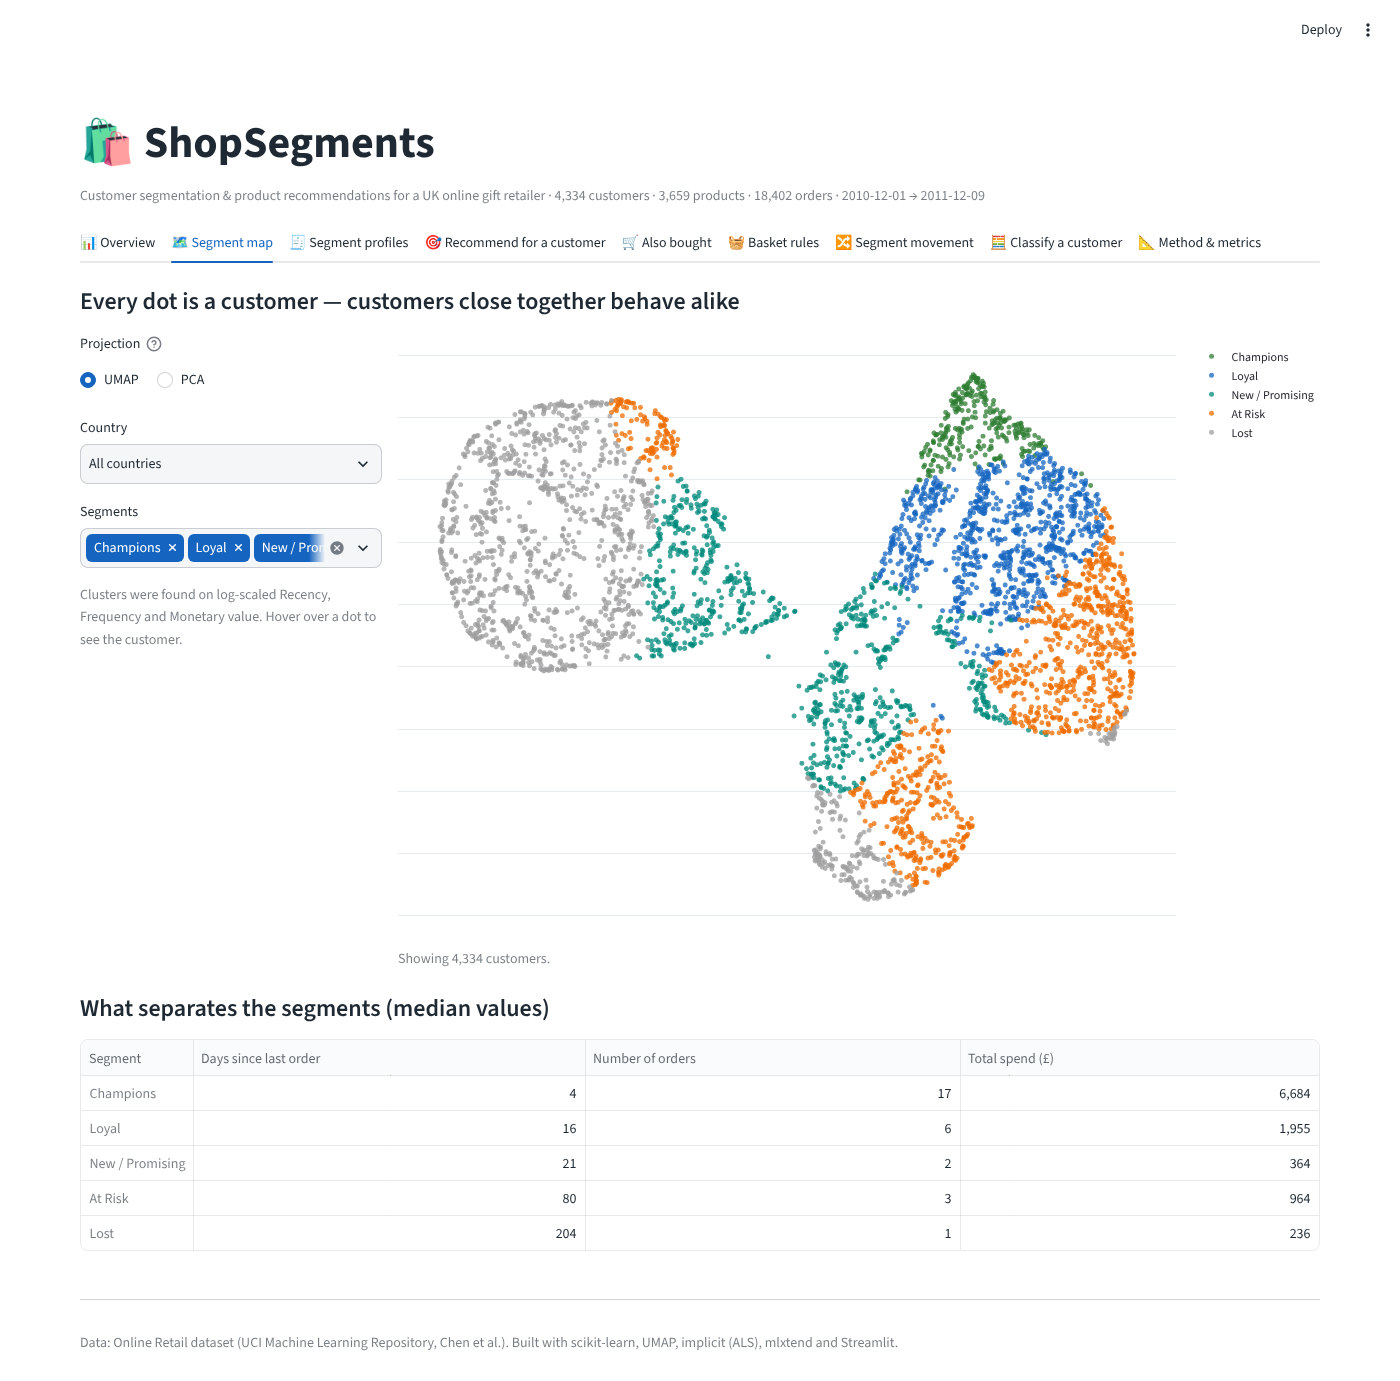 Deploy
ShopSegments
Customer segmentation & product recommendations for a UK online gift retailer · 4,334 customers · 3,659 products · 18,402 orders · 2010-12-01 → 2011-12-09
Overview Segment map Segment profiles Recommend for a customer Also bought Basket rules Segment movement Classify a customer Method & metrics
Every dot is a customer — customers close together behave alike
Projection
UMAP PCA
Country
All countries
Segments
Champions Loyal New / Pron
Clusters were found on log-scaled Recency,
Frequency and Monetary value. Hover over a dot to
see the customer.
Champions
Loyal
New / Promising
At Risk
Lost
Showing 4,334 customers.
What separates the segments (median values)
Segment Days since last order Number of orders Total spend (£)
Champions 4 17 6,684
Loyal 16 6 1,955
New / Promising 21 2 364
At Risk 80 3 964
Lost 204 1 236
Data: Online Retail dataset (UCI Machine Learning Repository, Chen et al.). Built with scikit-learn, UMAP, implicit (ALS), mlxtend and Streamlit.